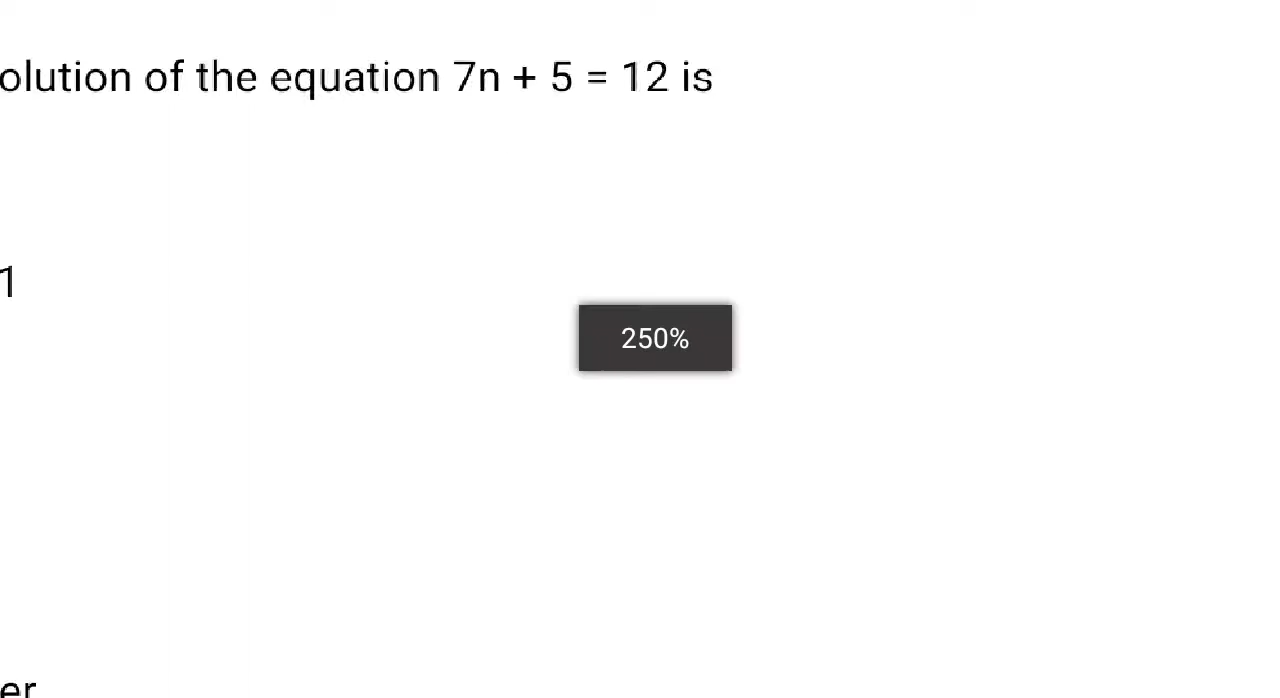 olution of the equation 7n + 5 = 12 is
1
250%
er